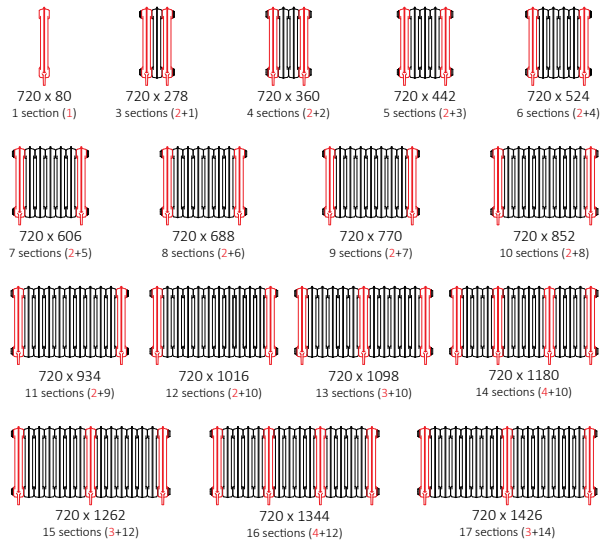 720 x 80
1 section (1)
720 x 278
3 sections (2+1)
720 x 360
4 sections (2+2)
720 x 442
5 sections (2+3)
720 x 524
6 sections (2+4)
720 x 606
7 sections (2+5)
720 x 688
8 sections (2+6)
720 x 770
9 sections (2+7)
720 x 852
10 sections (2+8)
720 x 934
11 sections (2+9)
720 x 1016
12 sections (2+10)
720 x 1098
13 sections (3+10)
720 x 1180
14 sections (4+10)
720 x 1262
15 sections (3+12)
720 x 1344
16 sections (4+12)
720 x 1426
17 sections (3+14)